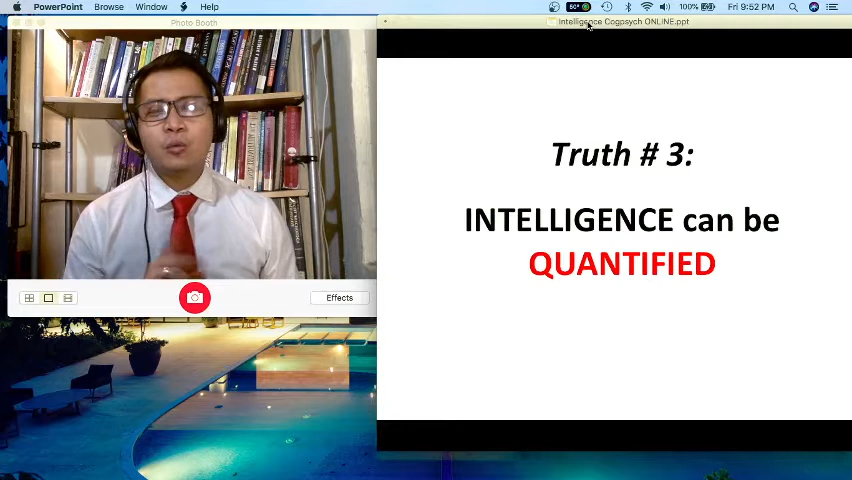 PowerPoint Browse Window Help
50° 100% Fri 9:52 PM
Photo Booth
Intelligence Cogpsych ONLINE.ppt
Truth # 3:
INTELLIGENCE can be
QUANTIFIED
Effects